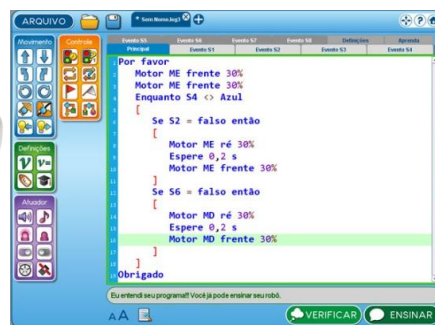 ARQUIVO
* Sem Nome.leg3
Movimento
Controle
Definições
Atuador
Evento S5 Evento S6 Evento S7 Evento S8 Definições Aprenda
Principal Evento S1 Evento S2 Evento S3 Evento S4
Por favor
Motor ME frente 30%
Motor ME frente 30%
Enquanto S4 <> Azul
[
Se S2 = falso então
[
Motor ME ré 30%
Espere 0,2 s
Motor ME frente 30%
]
Se S6 = falso então
[
Motor MD ré 30%
Espere 0,2 s
Motor MD frente 30%
]
]
Obrigado
Eu entendi seu programa!! Você já pode ensinar seu robô.
AA
VERIFICAR
ENSINAR